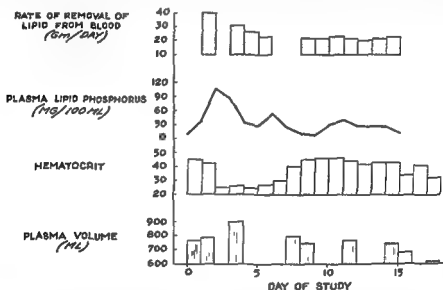 RATE OF REMOVAL OF
LIPID FROM BLOOD
(Gm/DAY)
40
30
20
10
PLASMA LIPID PHOSPHORUS
(MG/100ML)
120
90
60
30
0
HEMATOCRIT
50
40
30
20
PLASMA VOLUME
(ML)
900
800
700
600
0 5 10 15
DAY OF STUDY